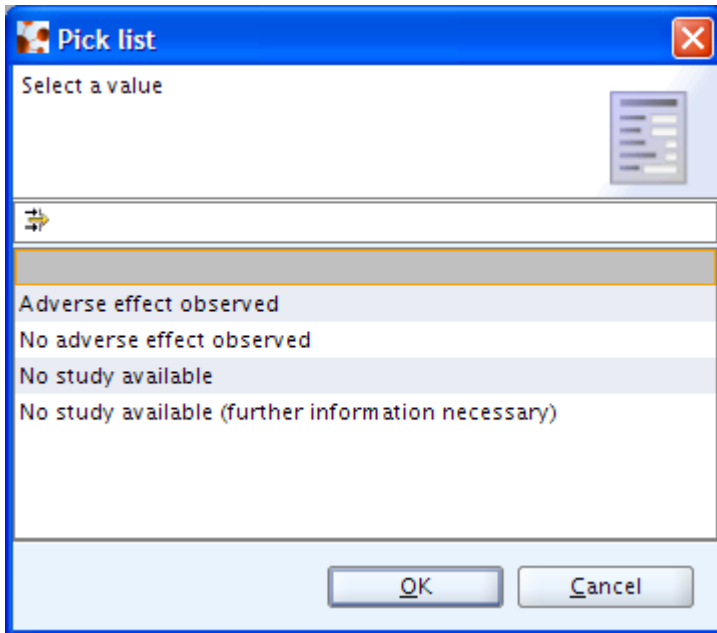 Pick list
Select a value
Adverse effect observed
No adverse effect observed
No study available
No study available (further information necessary)
OK
Cancel